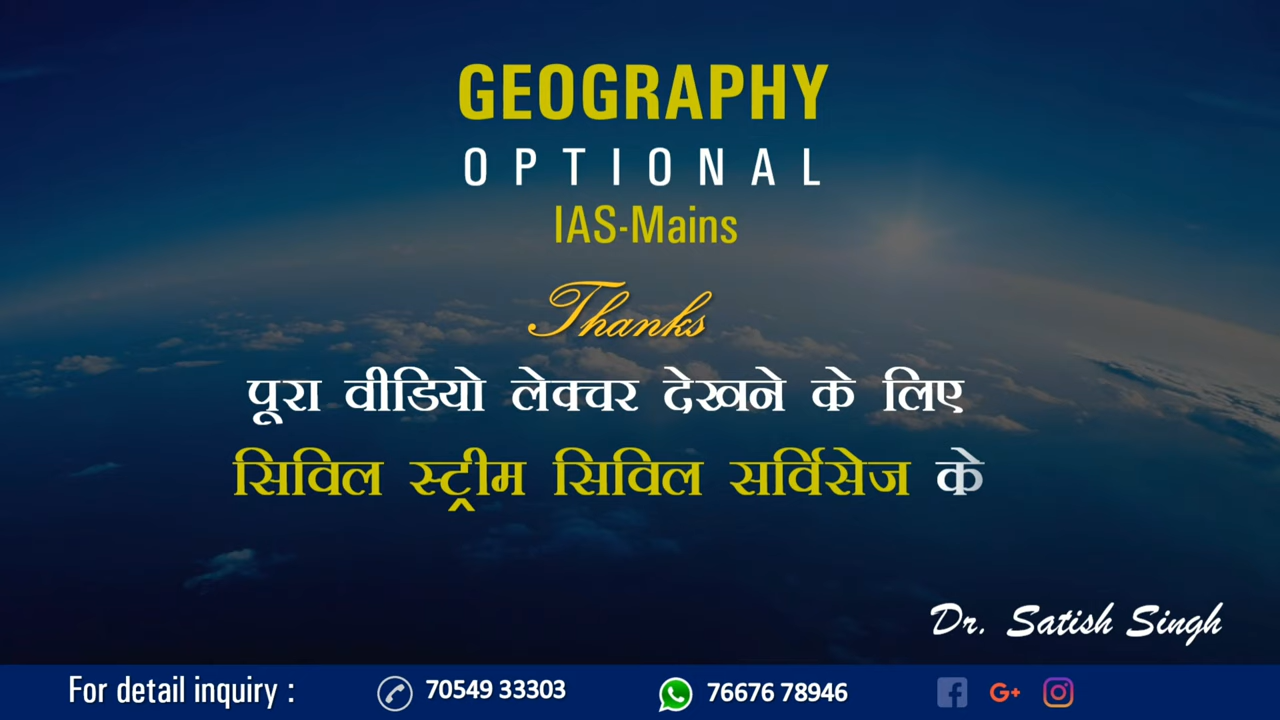 GEOGRAPHY
OPTIONAL
IAS-Mains
Thanks
पूरा वीडियो लेक्चर देखने के लिए
सिविल स्ट्रीम सिविल सर्विसेज के
Dr. Satish Singh
For detail inquiry : 70549 33303 76676 78946 G+